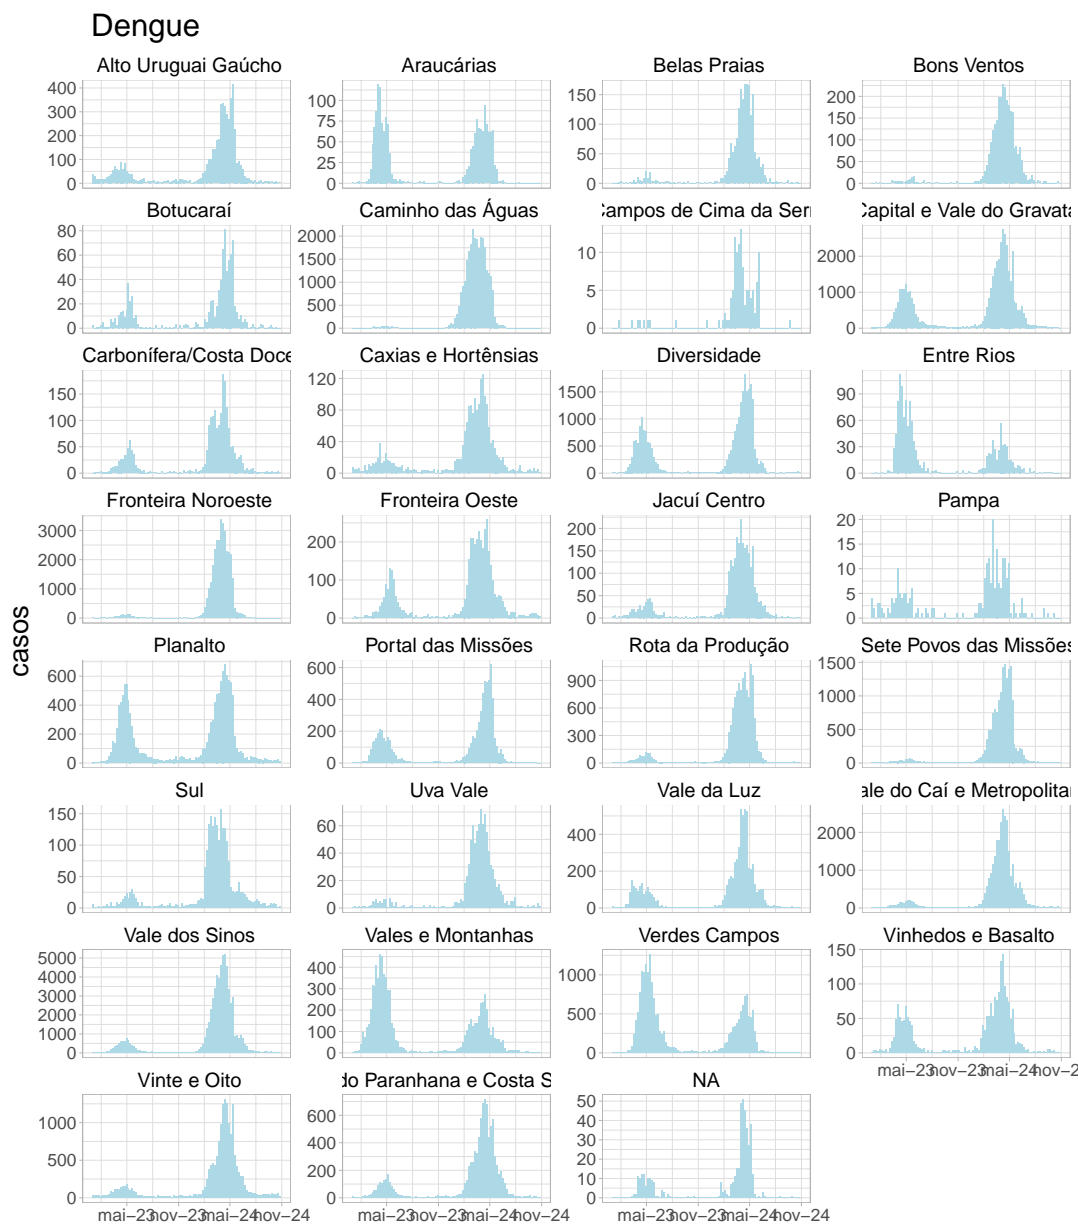 Dengue
Alto Uruguai Gaúcho Araucárias Belas Praias Bons Ventos
400 300 200 100 0
100 75 50 25 0
150 100 50 0
200 150 100 50 0
Botucaraí Caminho das Águas Campos de Cima da Serr Capital e Vale do Gravata
80 60 40 20 0
2000 1500 1000 500 0
10 5 0
2000 1000 0
Carbonífera/Costa Doce Caxias e Hortênsias Diversidade Entre Rios
150 100 50 0
120 80 40 0
1500 1000 500 0
90 60 30 0
Fronteira Noroeste Fronteira Oeste Jacuí Centro Pampa
3000 2000 1000 0
200 100 0
200 150 100 50 0
20 15 10 5 0
casos
Planalto Portal das Missões Rota da Produção Sete Povos das Missões
600 400 200 0
600 400 200 0
900 600 300 0
1500 1000 500 0
Sul Uva Vale Vale da Luz ale do Caí e Metropolitan
150 100 50 0
60 40 20 0
400 200 0
2000 1000 0
Vale dos Sinos Vales e Montanhas Verdes Campos Vinhedos e Basalto
5000 4000 3000 2000 1000 0
400 300 200 100 0
1000 500 0
150 100 50 0
mai–23 nov–23 mai–24 nov–2
Vinte e Oito do Paranhana e Costa S NA
1000 500 0
600 400 200 0
50 40 30 20 10 0
mai–23 nov–23 mai–24 nov–24
mai–23 nov–23 mai–24 nov–24
mai–23 nov–23 mai–24 nov–24